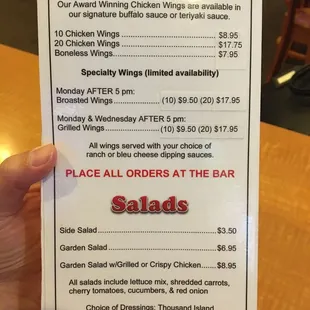 Our Award Winning Chicken Wings are available in
our signature buffalo sauce or teriyaki sauce.
10 Chicken Wings ........................................ $8.95
20 Chicken Wings ........................................ $17.75
Boneless Wings ........................................ $7.95
Specialty Wings (limited availability)
Monday AFTER 5 pm:
Broasted Wings .................... (10) $9.50 (20) $17.95
Monday & Wednesday AFTER 5 pm:
Grilled Wings .................... (10) $9.50 (20) $17.95
All wings served with your choice of
ranch or bleu cheese dipping sauces.
PLACE ALL ORDERS AT THE BAR
Salads
Side Salad ........................................ $3.50
Garden Salad ........................................ $6.95
Garden Salad w/Grilled or Crispy Chicken ...... $8.95
All salads include lettuce mix, shredded carrots,
cherry tomatoes, cucumbers, & red onion
Choice of Dressings: Thousand Island